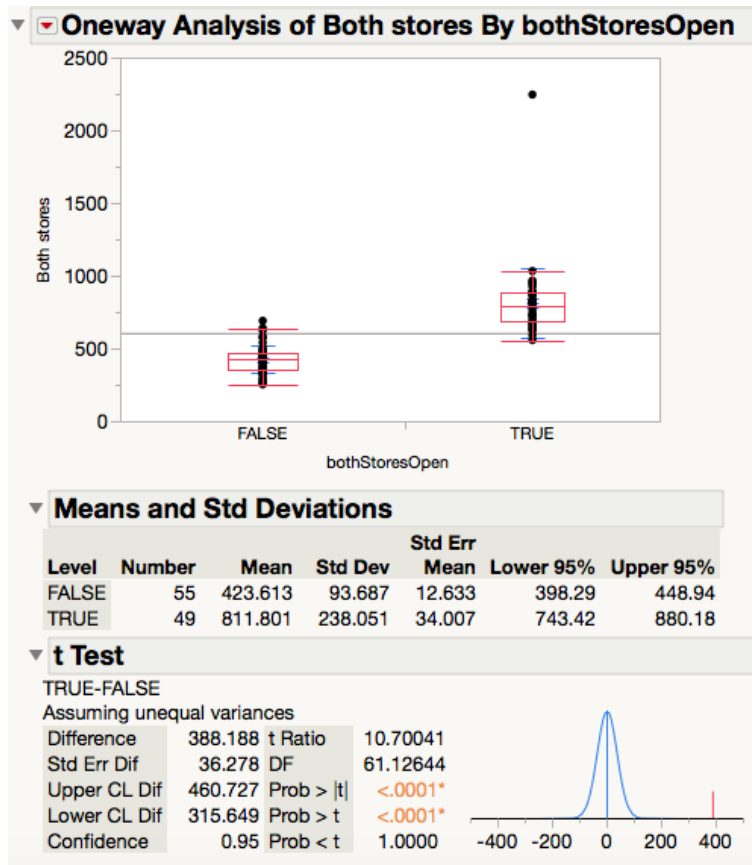 Oneway Analysis of Both stores By bothStoresOpen
2500
2000
1500
1000
500
0
Both stores
FALSE TRUE
bothStoresOpen
Means and Std Deviations
Std Err
Level Number Mean Std Dev Mean Lower 95% Upper 95%
FALSE 55 423.613 93.687 12.633 398.29 448.94
TRUE 49 811.801 238.051 34.007 743.42 880.18
t Test
TRUE-FALSE
Assuming unequal variances
Difference 388.188 t Ratio 10.70041
Std Err Dif 36.278 DF 61.12644
Upper CL Dif 460.727 Prob > |t| <.0001*
Lower CL Dif 315.649 Prob > t <.0001*
Confidence 0.95 Prob < t 1.0000
-400 -200 0 200 400